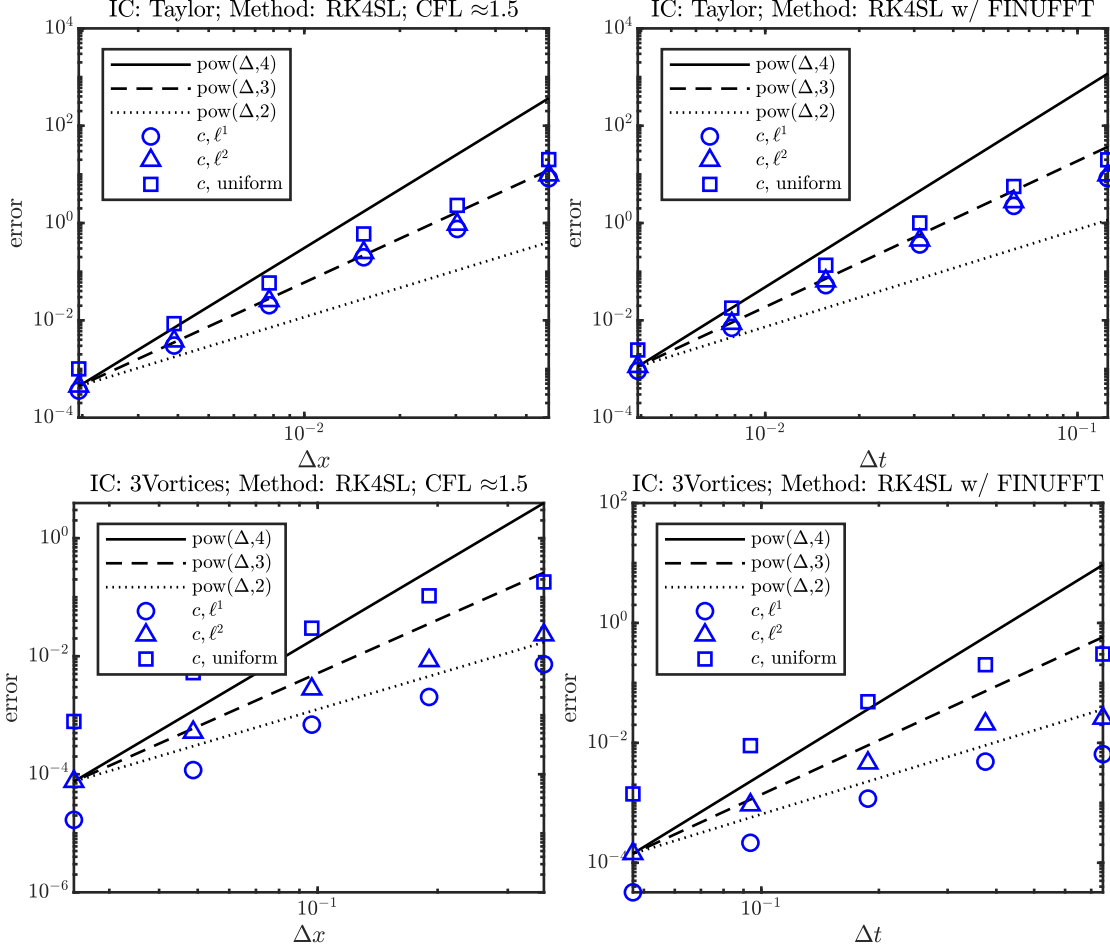 IC: Taylor; Method: RK4SL; CFL ≈1.5
10^4
10^2
10^0
10^-2
10^-4
error
pow(Δ,4)
pow(Δ,3)
pow(Δ,2)
c, ℓ^1
c, ℓ^2
c, uniform
10^-2
Δx
IC: Taylor; Method: RK4SL w/ FINUFFT
10^4
10^2
10^0
10^-2
10^-4
error
pow(Δ,4)
pow(Δ,3)
pow(Δ,2)
c, ℓ^1
c, ℓ^2
c, uniform
10^-2
10^-1
Δt
IC: 3Vortices; Method: RK4SL; CFL ≈1.5
10^0
10^-2
10^-4
10^-6
error
pow(Δ,4)
pow(Δ,3)
pow(Δ,2)
c, ℓ^1
c, ℓ^2
c, uniform
10^-1
Δx
IC: 3Vortices; Method: RK4SL w/ FINUFFT
10^2
10^0
10^-2
10^-4
error
pow(Δ,4)
pow(Δ,3)
pow(Δ,2)
c, ℓ^1
c, ℓ^2
c, uniform
10^-1
Δt